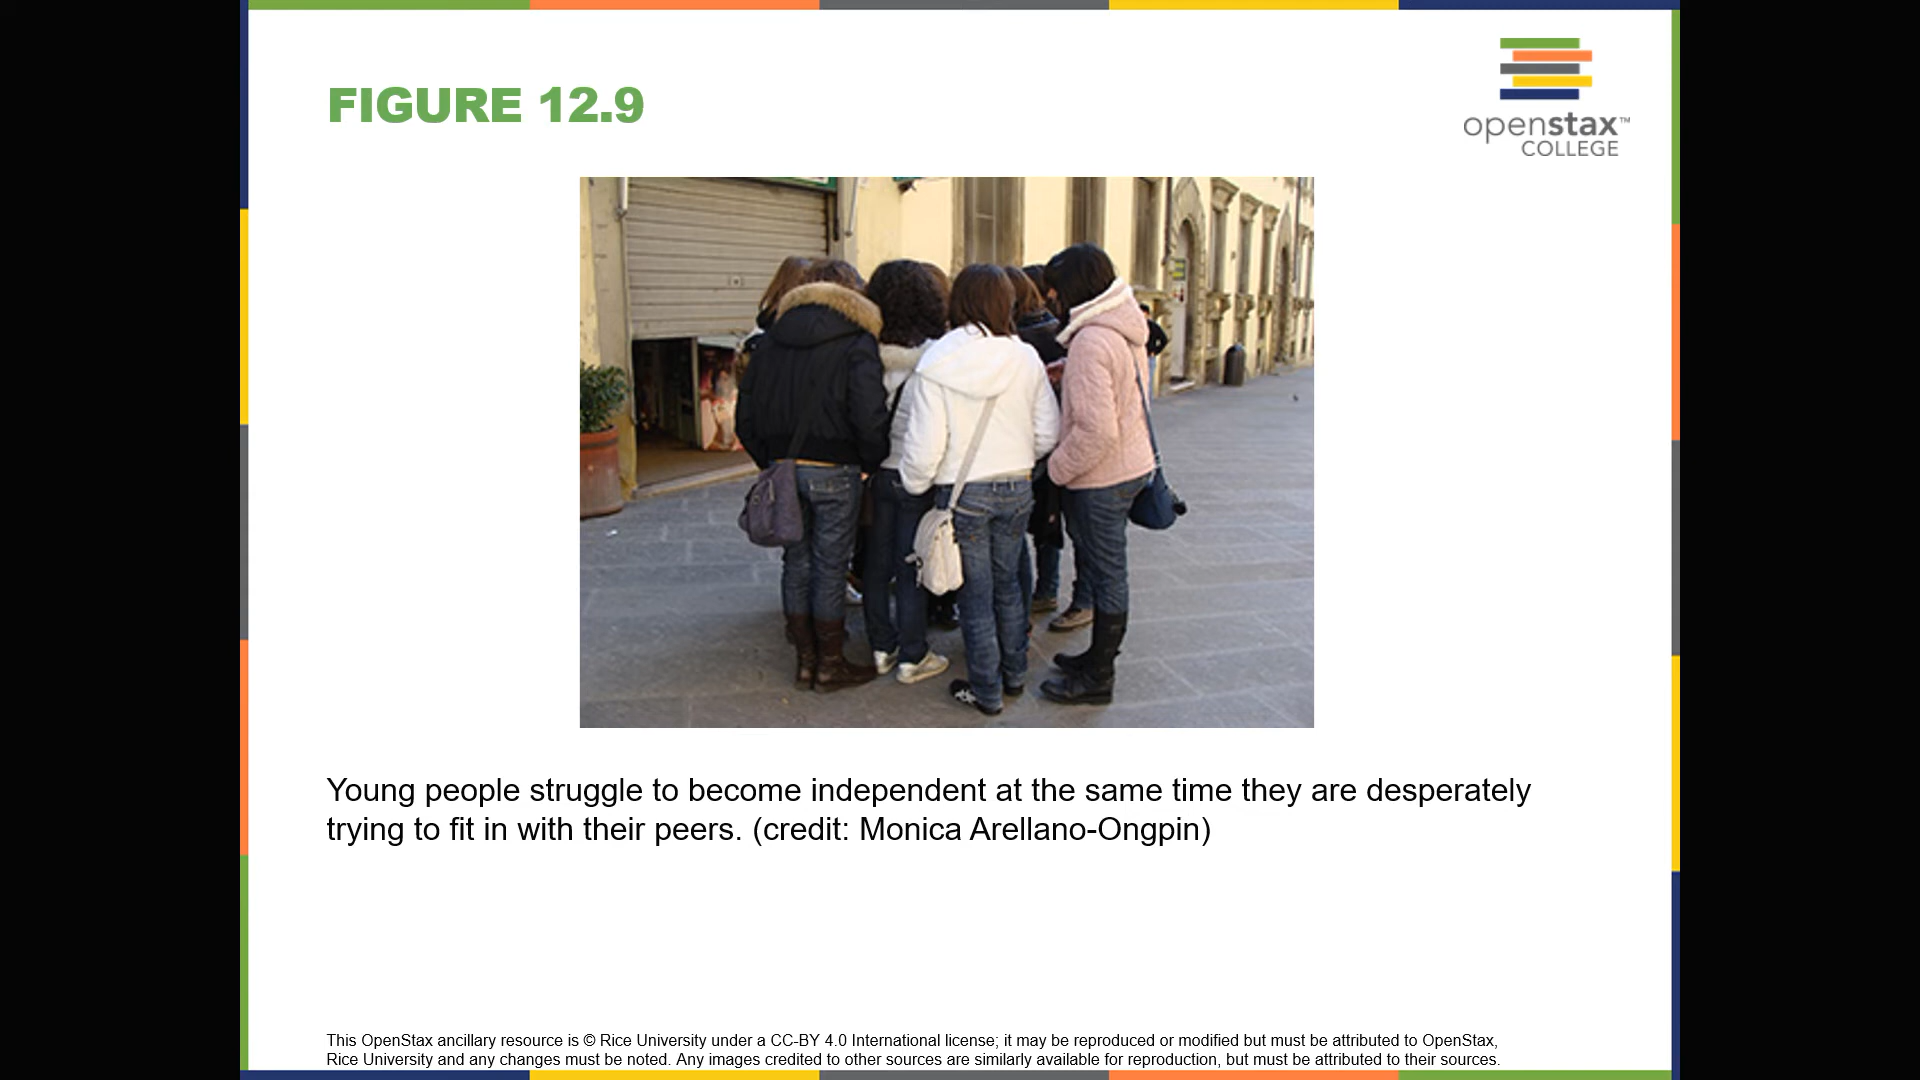 FIGURE 12.9
openstax™
COLLEGE
Young people struggle to become independent at the same time they are desperately
trying to fit in with their peers. (credit: Monica Arellano-Ongpin)
This OpenStax ancillary resource is © Rice University under a CC-BY 4.0 International license; it may be reproduced or modified but must be attributed to OpenStax,
Rice University and any changes must be noted. Any images credited to other sources are similarly available for reproduction, but must be attributed to their sources.